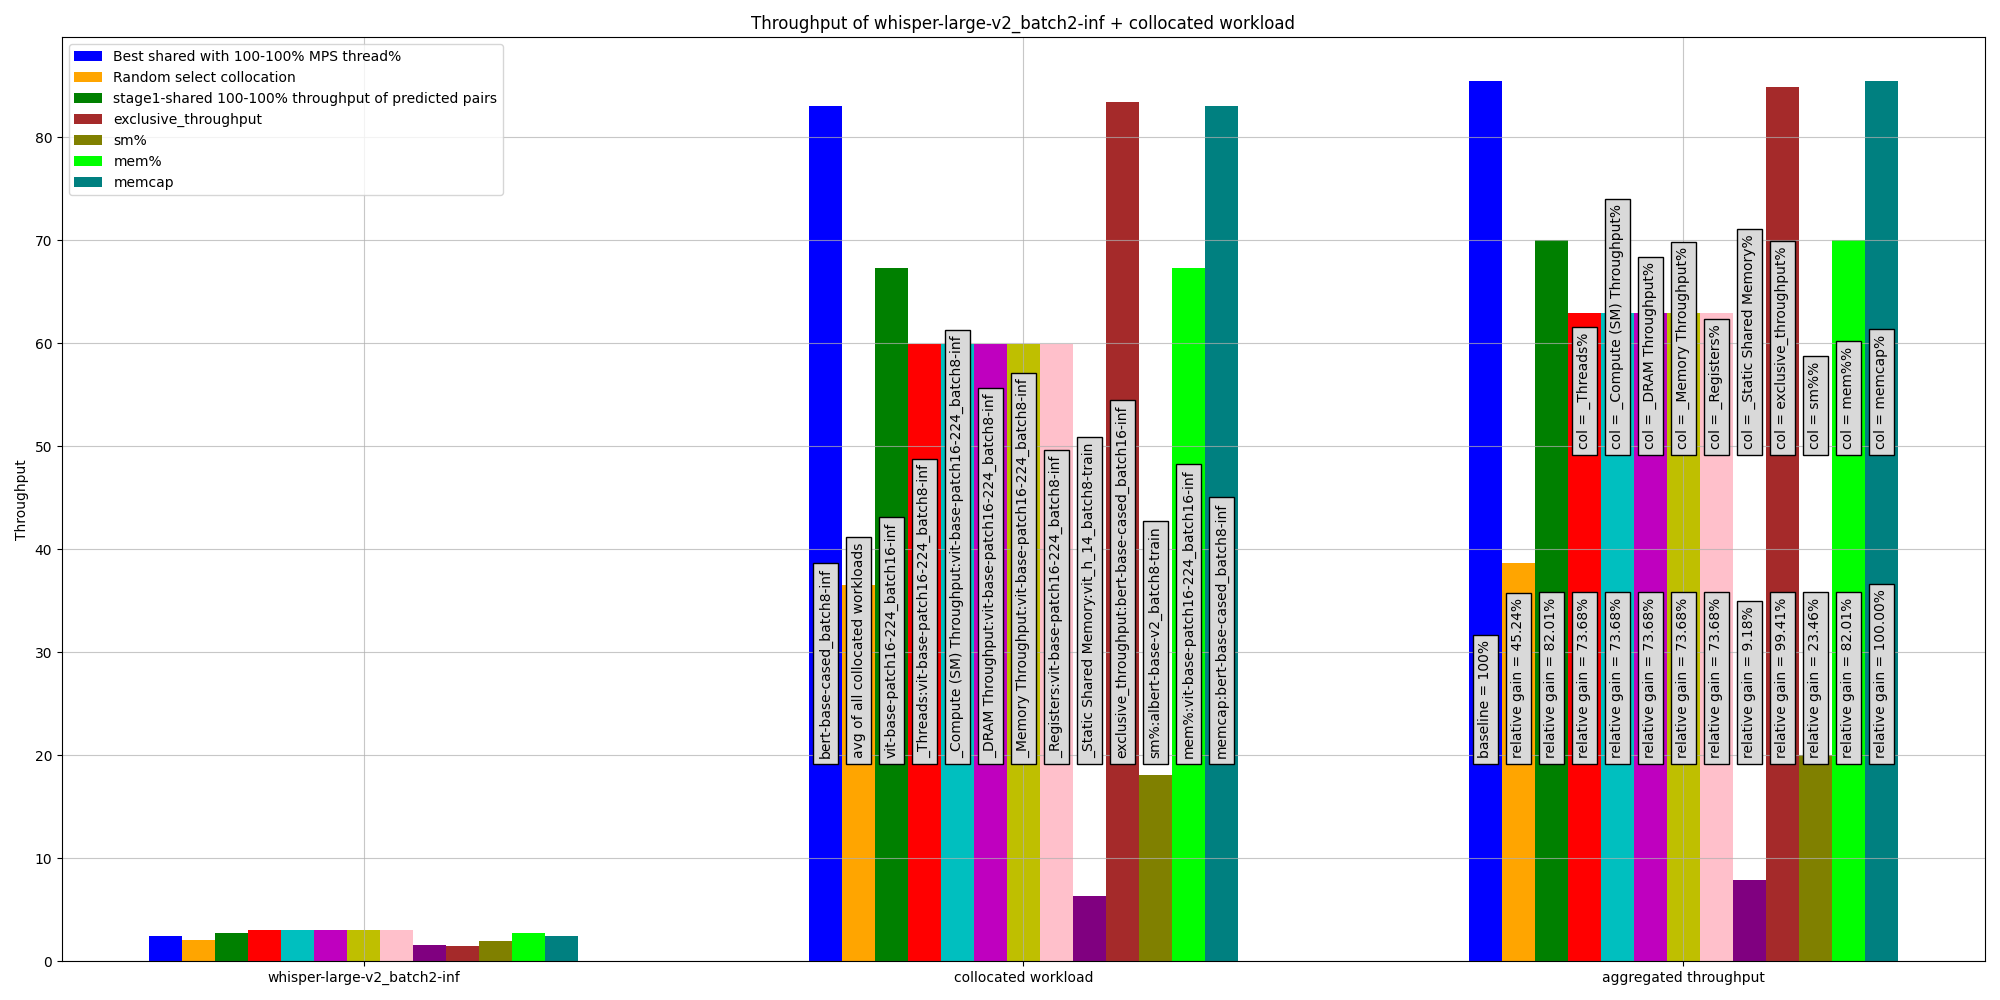 Throughput of whisper-large-v2_batch2-inf + collocated workload
Best shared with 100-100% MPS thread%
Random select collocation
stage1-shared 100-100% throughput of predicted pairs
exclusive_throughput
sm%
mem%
memcap
Throughput
80
70
60
50
40
30
20
10
0
bert-base-cased_batch8-inf
avg of all collocated workloads
vit-base-patch16-224_batch16-inf
_Threads:vit-base-patch16-224_batch8-inf
_Compute (SM) Throughput:vit-base-patch16-224_batch8-inf
_DRAM Throughput:vit-base-patch16-224_batch8-inf
_Memory Throughput:vit-base-patch16-224_batch8-inf
_Registers:vit-base-patch16-224_batch8-inf
_Static Shared Memory:vit_h_14_batch8-train
exclusive_throughput:bert-base-cased_batch16-inf
sm%:albert-base-v2_batch8-train
mem%:vit-base-patch16-224_batch16-inf
memcap:bert-base-cased_batch8-inf
col = _Threads%
col = _Compute (SM) Throughput%
col = _DRAM Throughput%
col = _Memory Throughput%
col = _Registers%
col = _Static Shared Memory%
col = exclusive_throughput%
col = sm%%
col = mem%%
col = memcap%
baseline = 100%
relative gain = 45.24%
relative gain = 82.01%
relative gain = 73.68%
relative gain = 73.68%
relative gain = 73.68%
relative gain = 73.68%
relative gain = 73.68%
relative gain = 9.18%
relative gain = 99.41%
relative gain = 23.46%
relative gain = 82.01%
relative gain = 100.00%
whisper-large-v2_batch2-inf
collocated workload
aggregated throughput